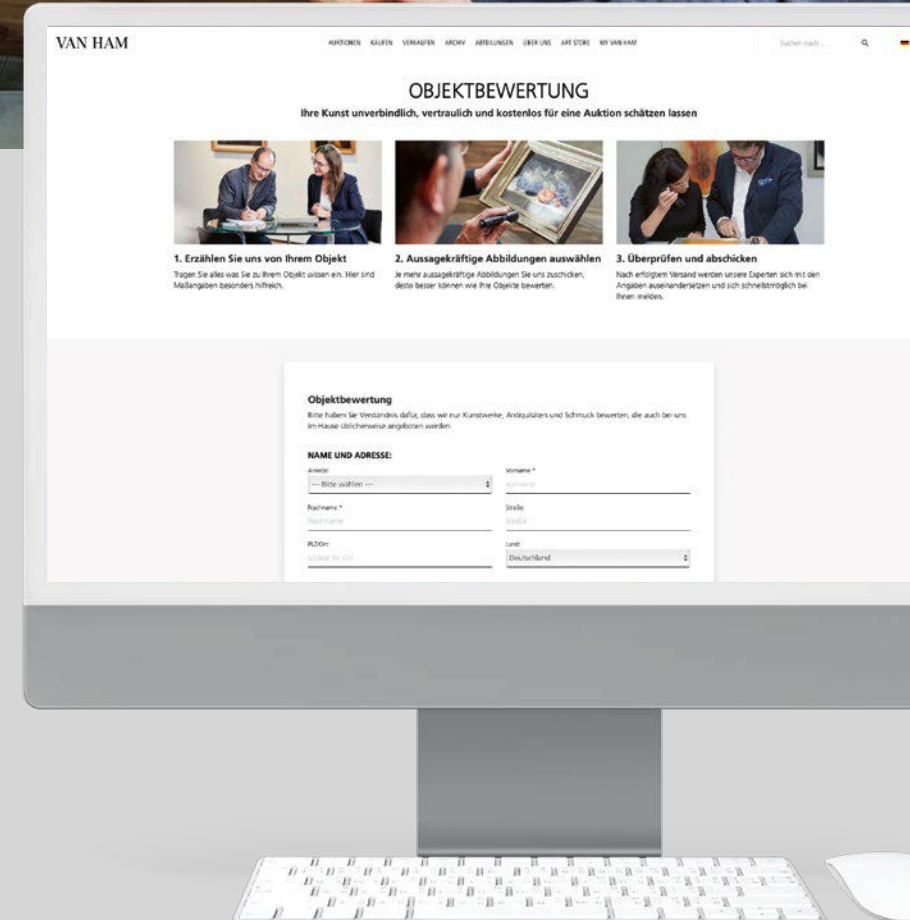 VAN HAM
AUKTIONEN KAUFEN VERKAUFEN ARCHIV ABTEILUNGEN ÜBER UNS ART STORE MY VAN HAM
Suchen nach ...
OBJEKTBEWERTUNG
Ihre Kunst unverbindlich, vertraulich und kostenlos für eine Auktion schätzen lassen
1. Erzählen Sie uns von Ihrem Objekt
Tragen Sie alles was Sie zu Ihrem Objekt wissen ein. Hier sind
Maßangaben besonders hilfreich.
2. Aussagekräftige Abbildungen auswählen
Je mehr aussagekräftige Abbildungen Sie uns zuschicken,
desto besser können wie Ihre Objekte bewerten.
3. Überprüfen und abschicken
Nach erfolgtem Versand werden unsere Experten sich mit den
Angaben auseinandersetzen und sich schnellstmöglich bei
Ihnen melden.
Objektbewertung
Bitte haben Sie Verständnis dafür, dass wir nur Kunstwerke, Antiquitäten und Schmuck bewerten, die auch bei uns
im Hause üblicherweise angeboten werden
NAME UND ADRESSE:
Anrede: Vorname *
--- Bitte wählen --- Vorname
Nachname * Straße:
Nachname Straße
PLZ/Ort: Land:
Deutschland